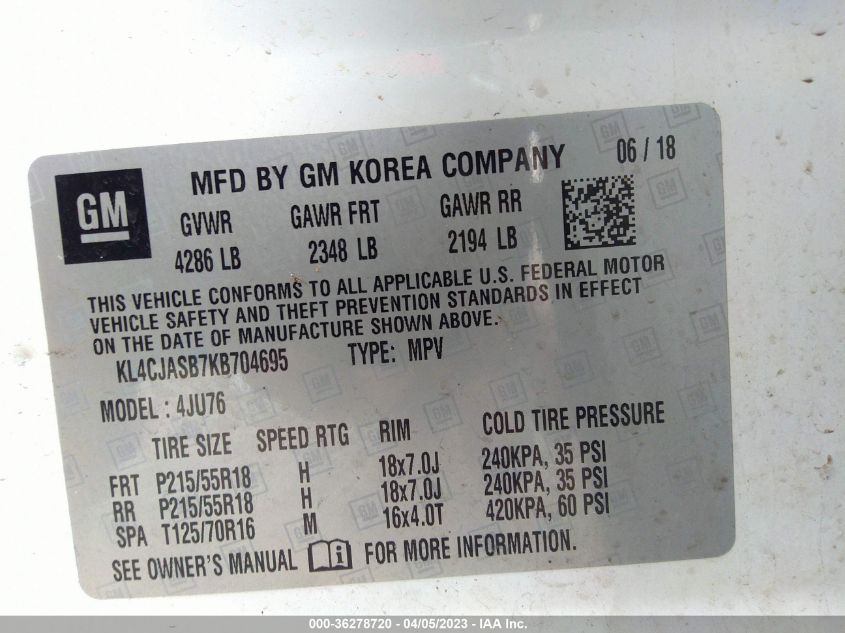 GM MFD BY GM KOREA COMPANY 06 / 18
GVWR GAWR FRT GAWR RR
4286 LB 2348 LB 2194 LB
THIS VEHICLE CONFORMS TO ALL APPLICABLE U.S. FEDERAL MOTOR
VEHICLE SAFETY AND THEFT PREVENTION STANDARDS IN EFFECT
ON THE DATE OF MANUFACTURE SHOWN ABOVE.
KL4CJASB7KB704695 TYPE: MPV
MODEL : 4JU76
TIRE SIZE SPEED RTG RIM COLD TIRE PRESSURE
FRT P215/55R18 H 18x7.0J 240KPA, 35 PSI
RR P215/55R18 H 18x7.0J 240KPA, 35 PSI
SPA T125/70R16 M 16x4.0T 420KPA, 60 PSI
SEE OWNER'S MANUAL FOR MORE INFORMATION.
000-36278720 - 04/05/2023 - IAA Inc.